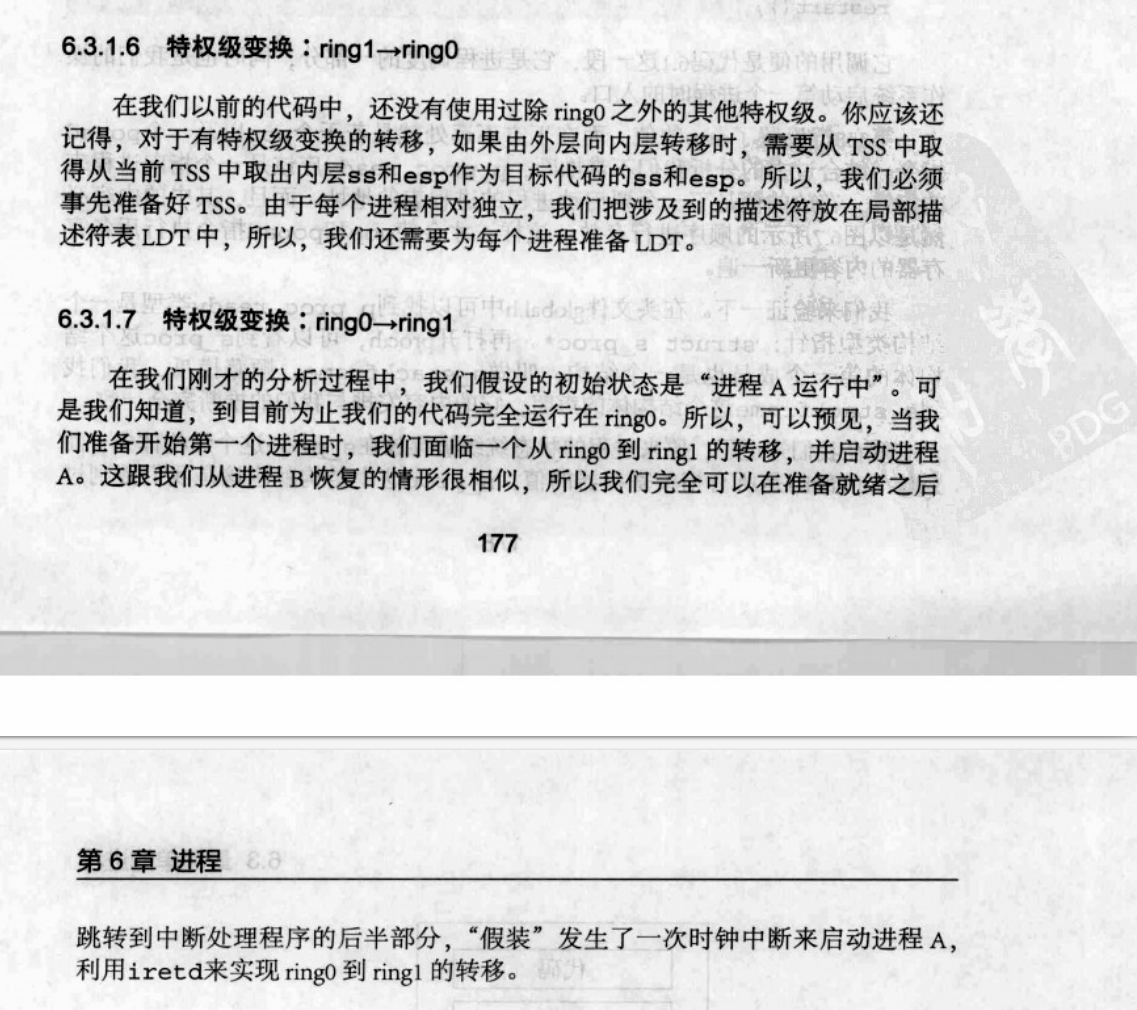 6.3.1.6 特权级变换：ring1→ring0
在我们以前的代码中，还没有使用过除 ring0 之外的其他特权级。你应该还
记得，对于有特权级变换的转移，如果由外层向内层转移时，需要从 TSS 中取
得从当前 TSS 中取出内层ss和esp作为目标代码的ss和esp。所以，我们必须
事先准备好 TSS。由于每个进程相对独立，我们把涉及到的描述符放在局部描
述符表 LDT 中，所以，我们还需要为每个进程准备 LDT。
6.3.1.7 特权级变换：ring0→ring1
在我们刚才的分析过程中，我们假设的初始状态是“进程 A 运行中”。可
是我们知道，到目前为止我们的代码完全运行在 ring0。所以，可以预见，当我
们准备开始第一个进程时，我们面临一个从 ring0 到 ring1 的转移，并启动进程
A。这跟我们从进程 B 恢复的情形很相似，所以我们完全可以在准备就绪之后
177
第 6 章 进程
跳转到中断处理程序的后半部分，“假装”发生了一次时钟中断来启动进程 A，
利用iretd来实现 ring0 到 ring1 的转移。
PDG